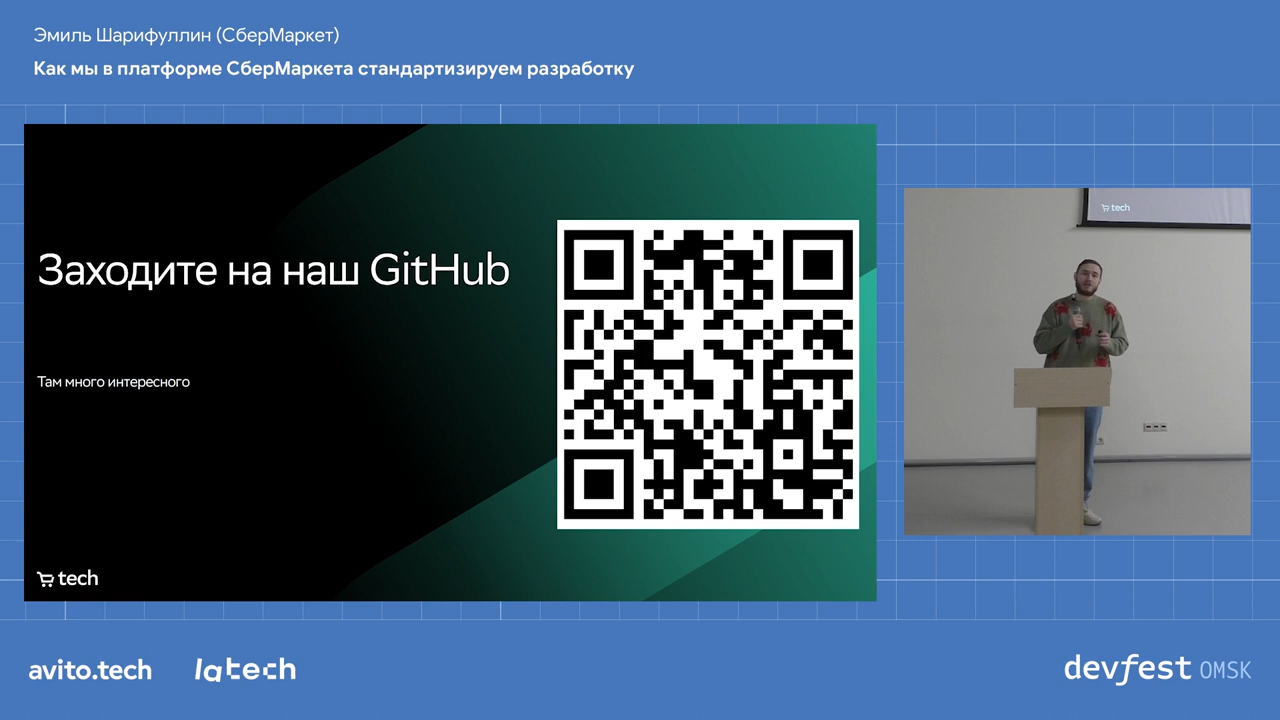 Эмиль Шарифуллин (СберМаркет)
Как мы в платформе СберМаркета стандартизируем разработку
Заходите на наш GitHub
Там много интересного
tech
tech
avito.tech
latech
devfest OMSK